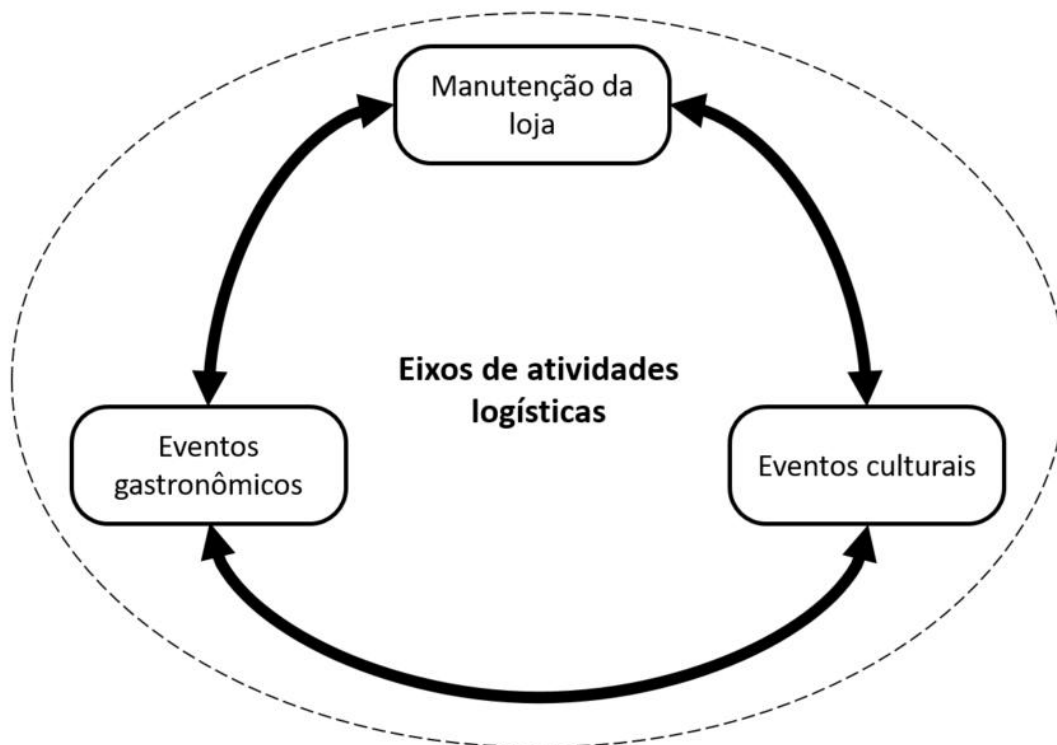 Manutenção da
loja
Eixos de atividades
logísticas
Eventos
gastronômicos
Eventos culturais